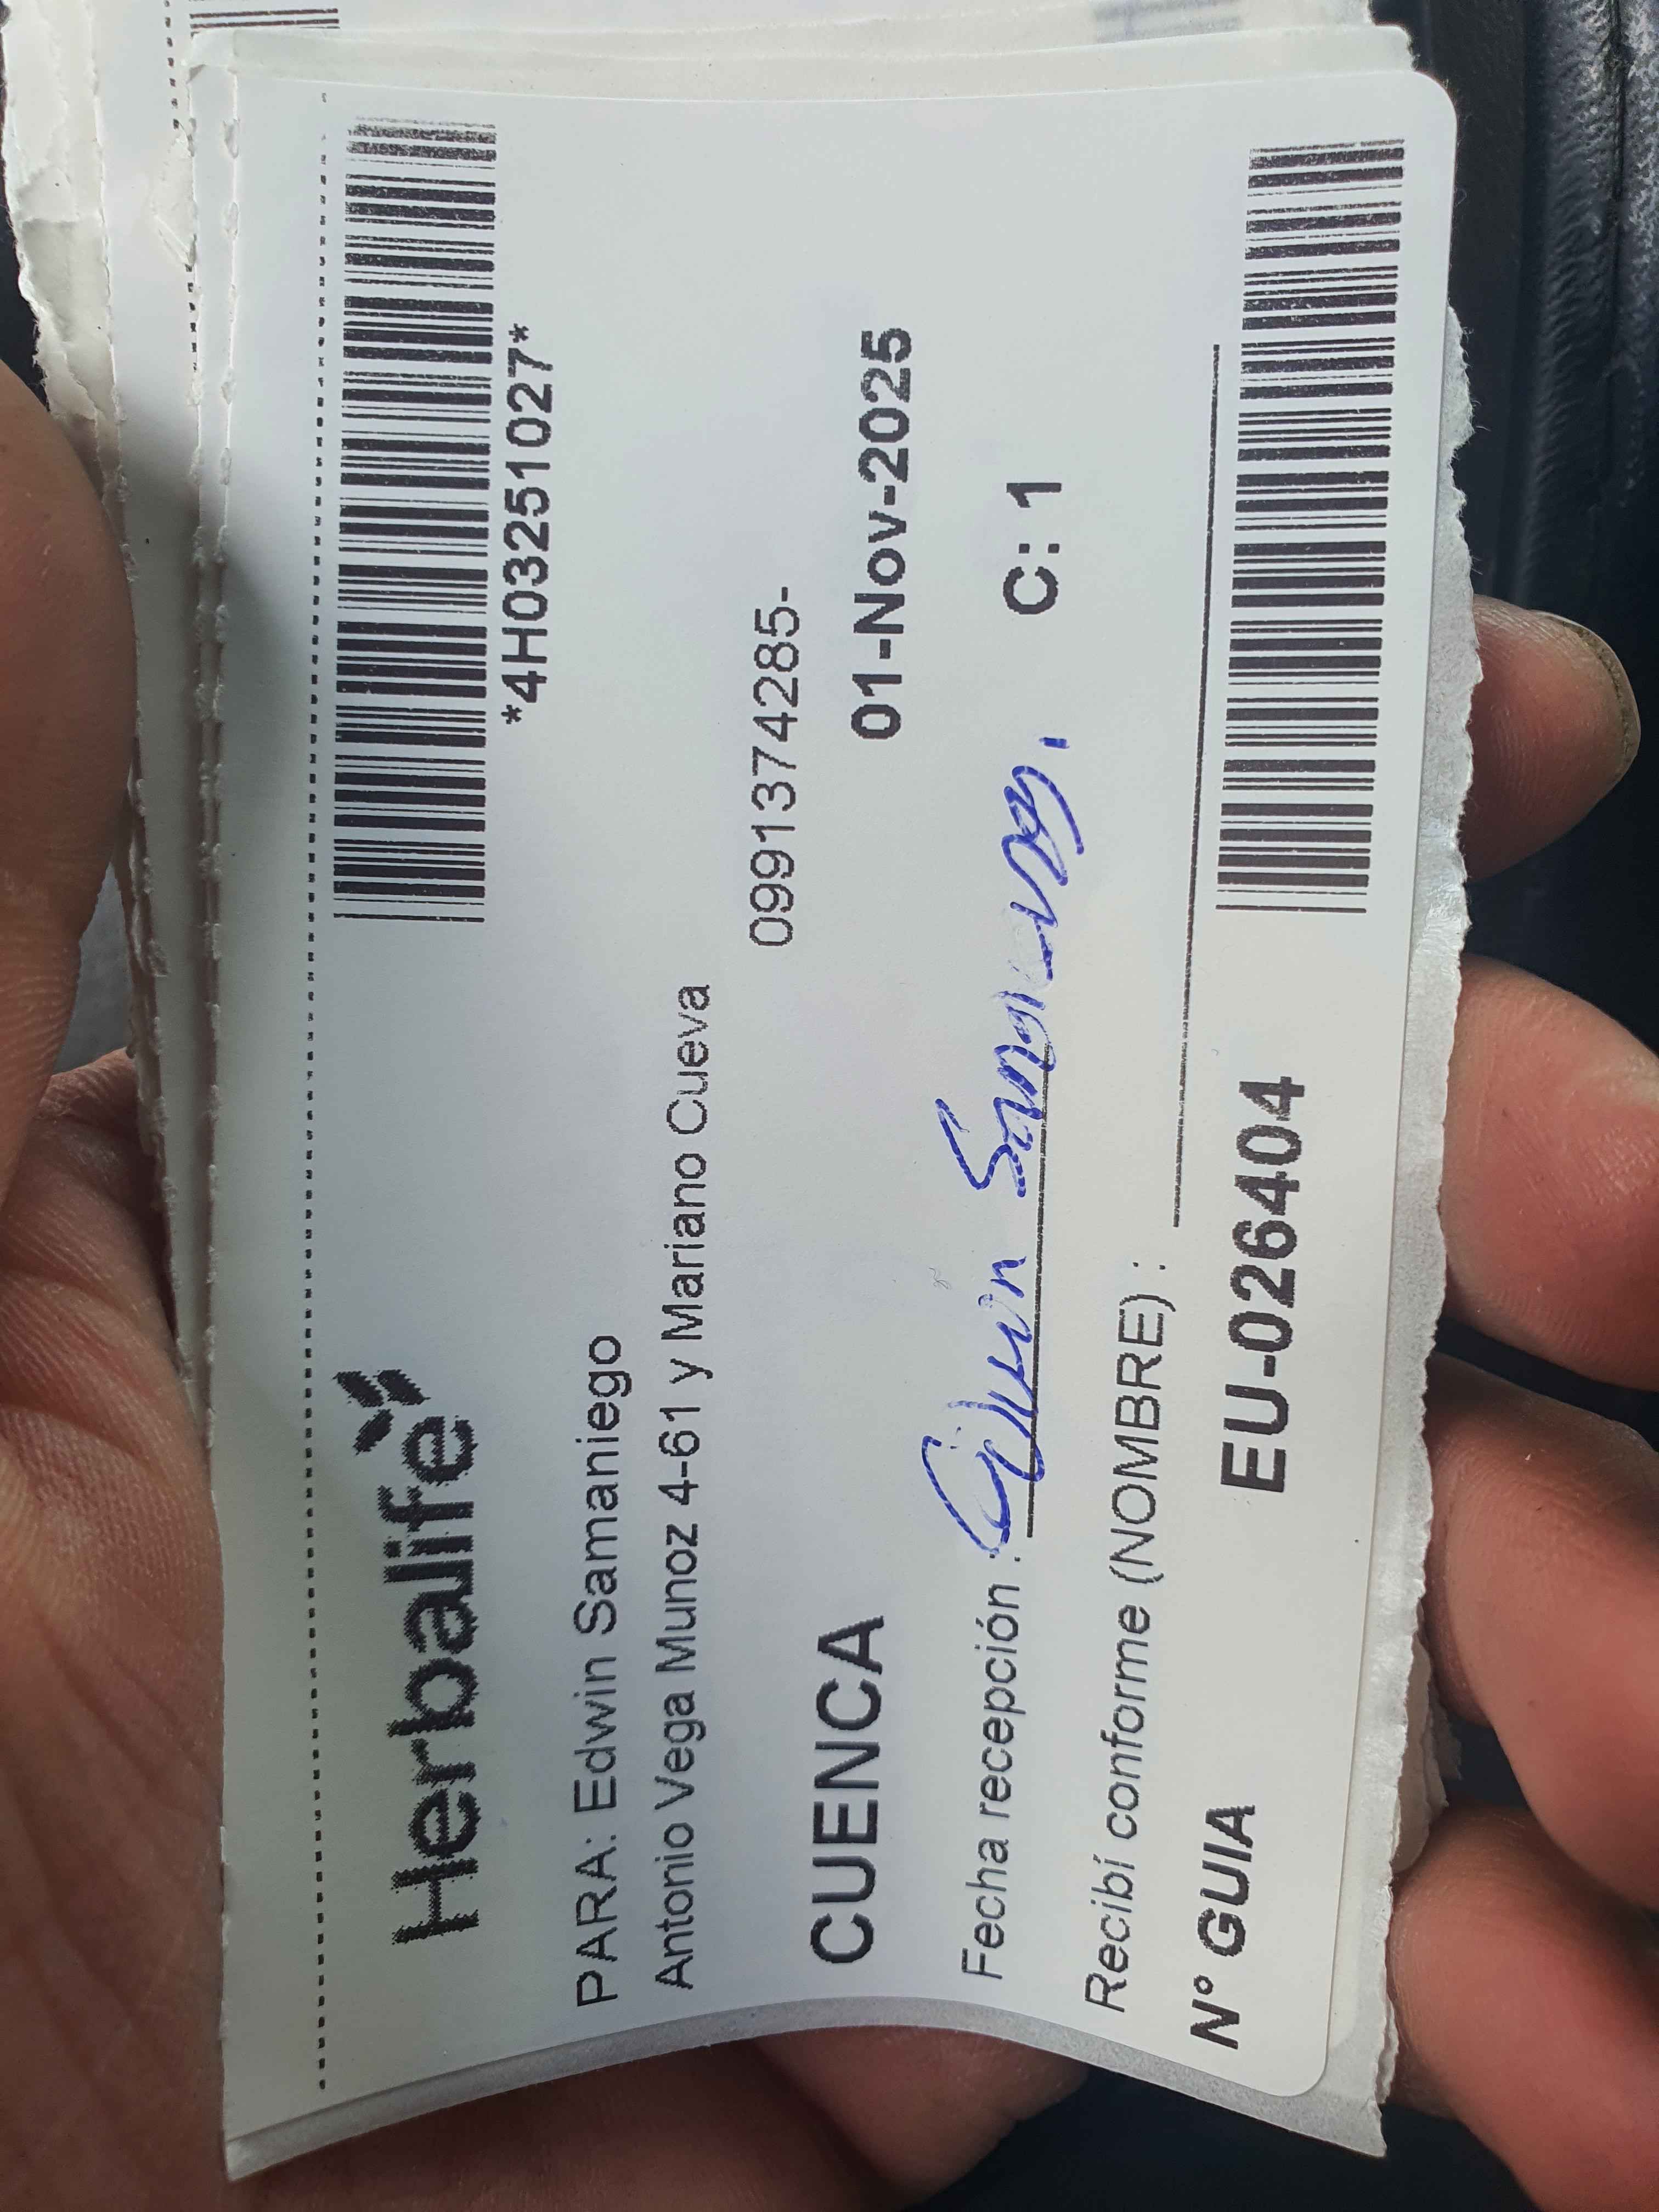 Herbalife
*4H03251027*
PARA: Edwin Samaniego
Antonio Vega Munoz 4-61 y Mariano Cueva
0991374285-
CUENCA 01-Nov-2025
Fecha recepción : C: 1
Recibí conforme (NOMBRE) :
N° GUIA EU-026404